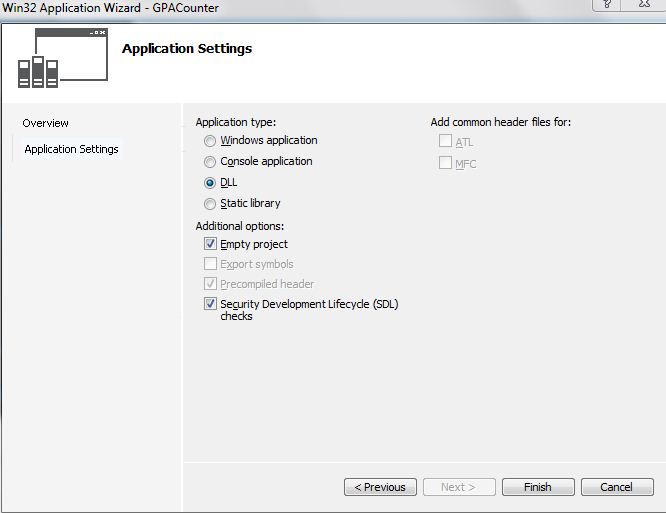 Win32 Application Wizard - GPACounter
Application Settings
Overview
Application Settings
Application type:
Windows application
Console application
DLL
Static library
Additional options:
Empty project
Export symbols
Precompiled header
Security Development Lifecycle (SDL)
checks
Add common header files for:
ATL
MFC
< Previous
Next >
Finish
Cancel